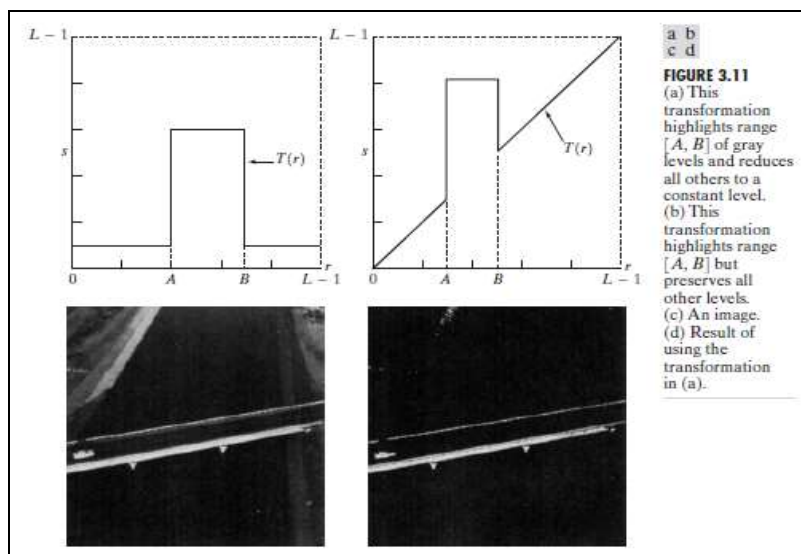 L – 1
s
T(r)
0
A
B
r
L – 1
L – 1
s
T(r)
0
A
B
r
L – 1
a b
c d
FIGURE 3.11
(a) This
transformation
highlights range
[A, B] of gray
levels and reduces
all others to a
constant level.
(b) This
transformation
highlights range
[A, B] but
preserves all
other levels.
(c) An image.
(d) Result of
using the
transformation
in (a).